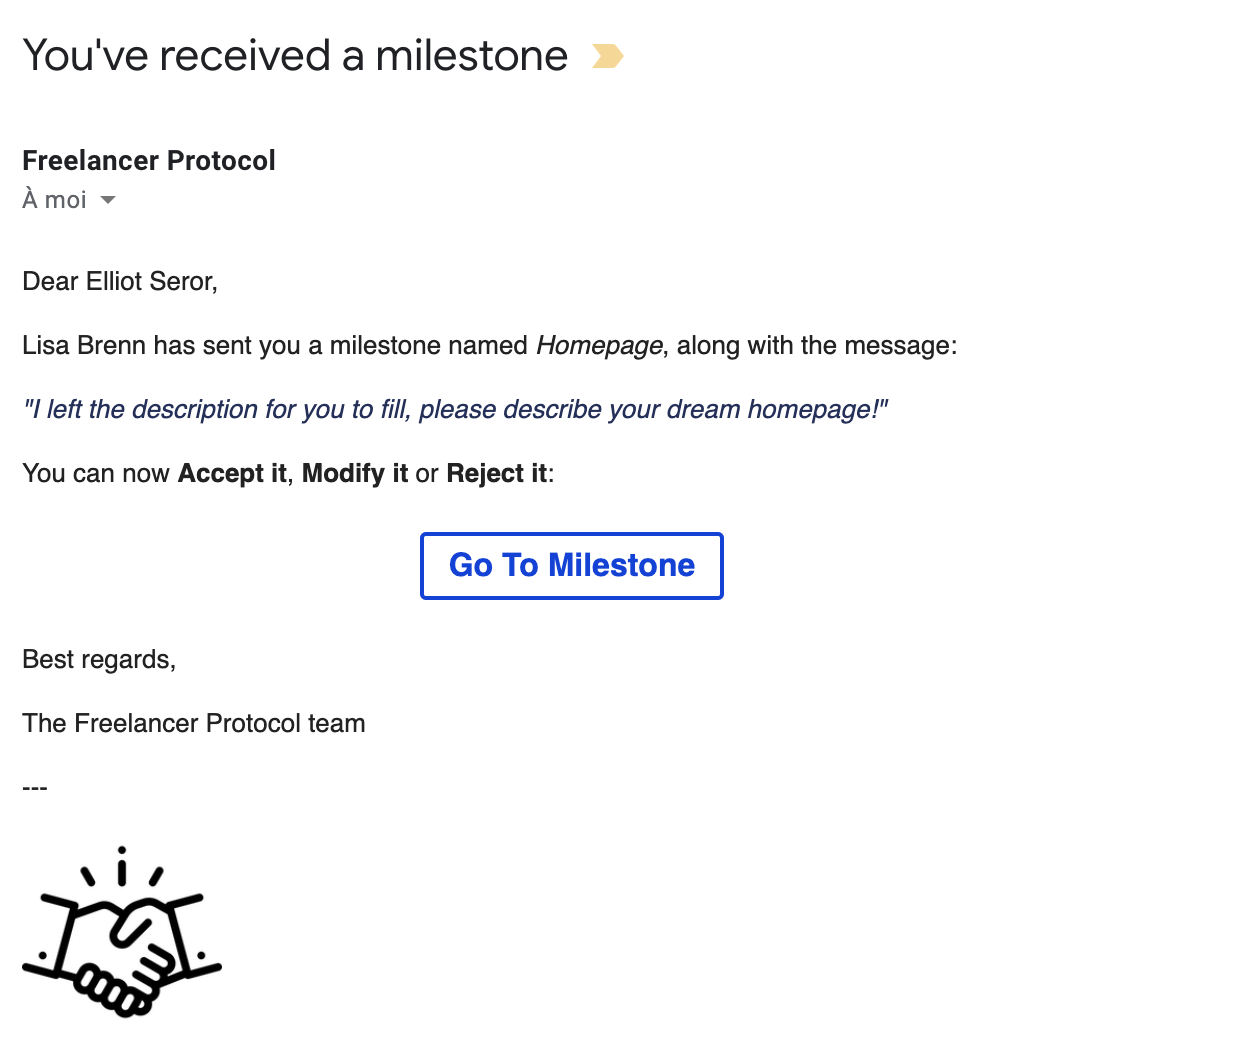 You've received a milestone
Freelancer Protocol
À moi
Dear Elliot Seror,
Lisa Brenn has sent you a milestone named Homepage, along with the message:
"I left the description for you to fill, please describe your dream homepage!"
You can now Accept it, Modify it or Reject it:
Go To Milestone
Best regards,
The Freelancer Protocol team
---